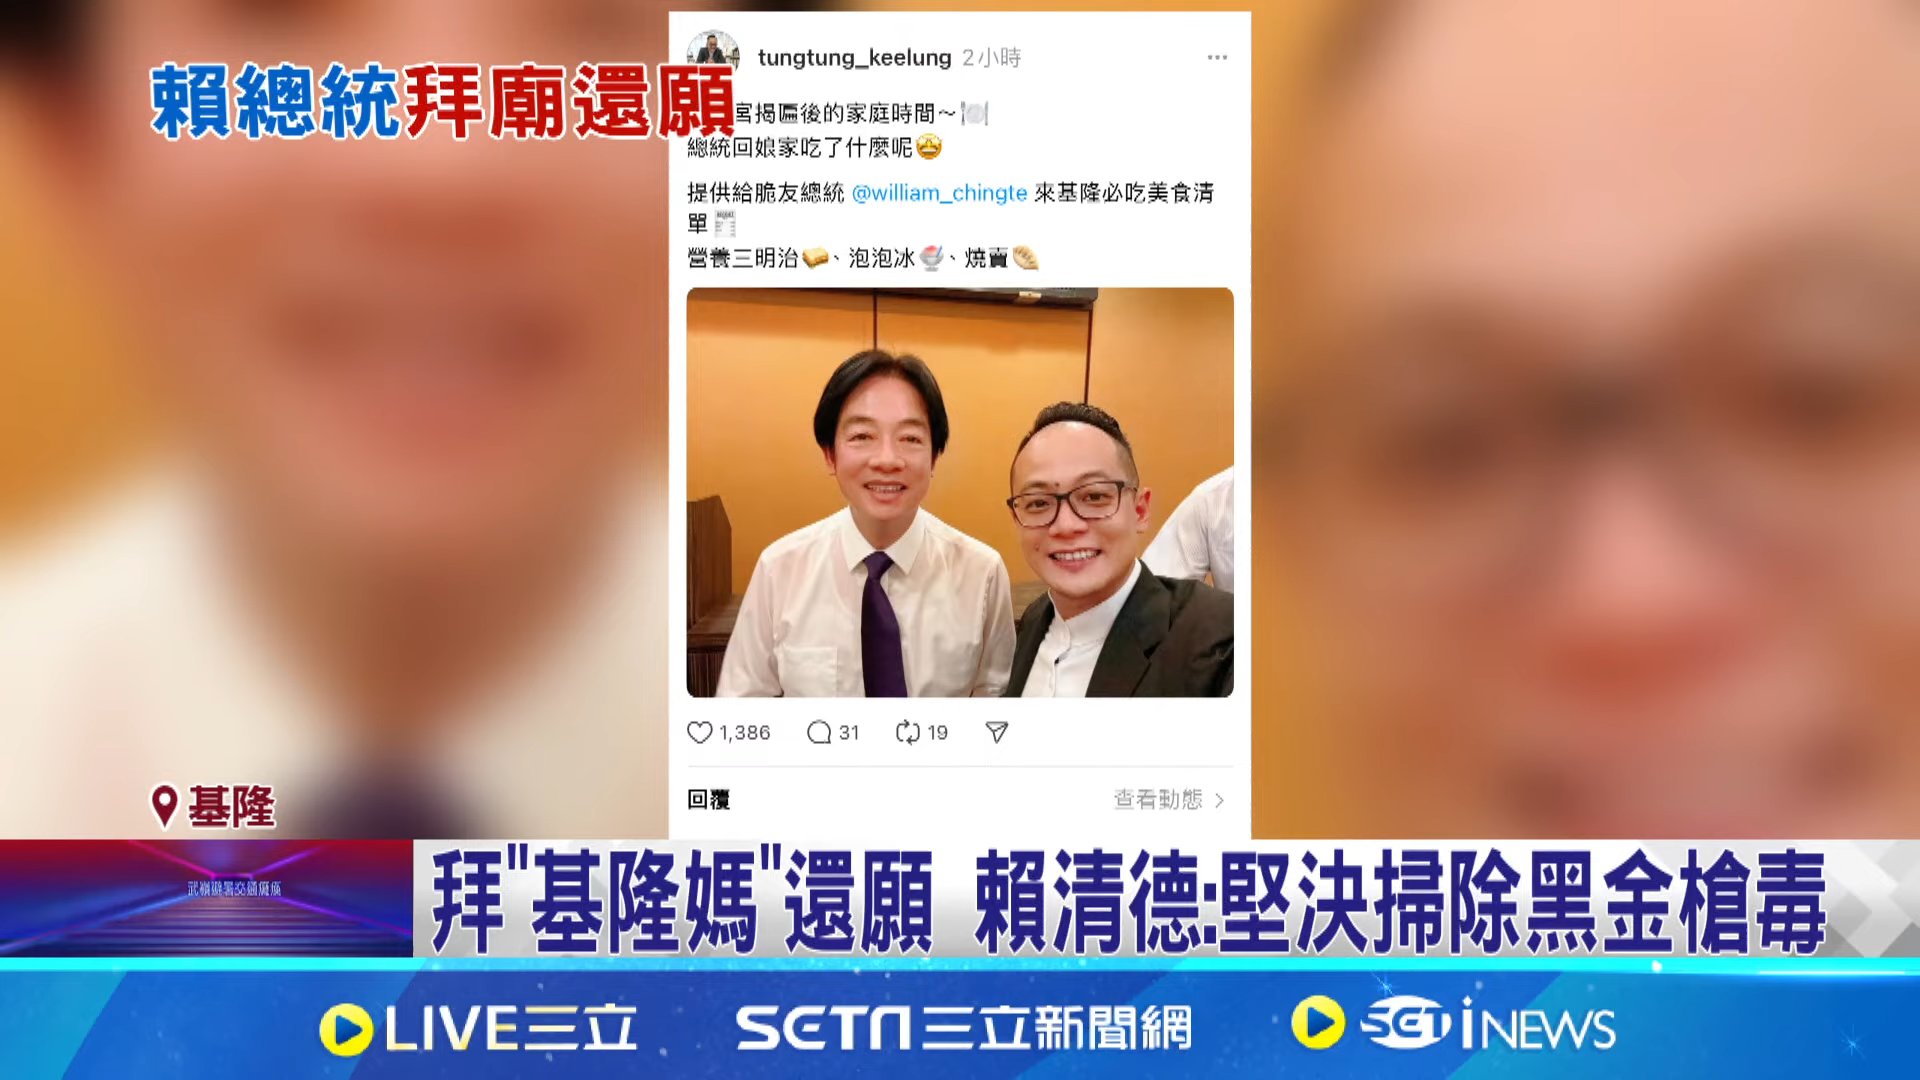 賴總統拜廟還願
tungtung_keelung 2小時
宮揭匾後的家庭時間～
總統回娘家吃了什麼呢
提供給脆友總統 @william_chingte 來基隆必吃美食清
單
營養三明治、泡泡冰、燒賣
1,386 31 19
回覆 查看動態
基隆
拜"基隆媽"還願 賴清德:堅決掃除黑金槍毒
LIVE三立 SETN三立新聞網 SET iNEWS